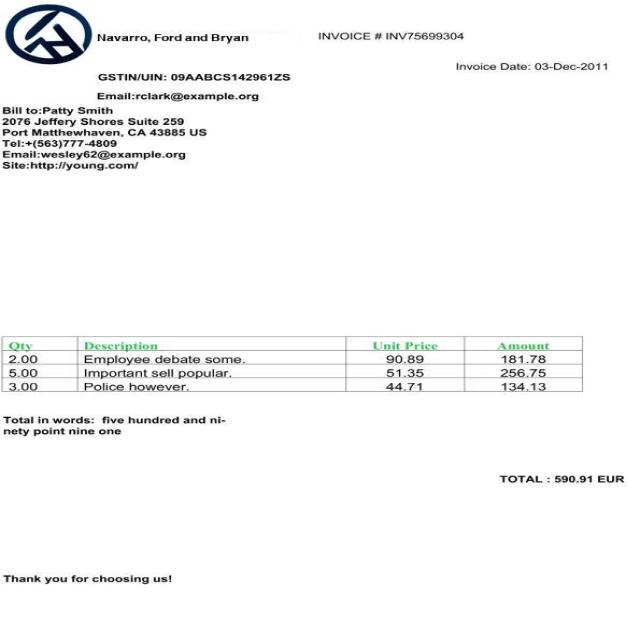 Navarro, Ford and Bryan
INVOICE # INV75699304
Invoice Date: 03-Dec-2011
GSTIN/UIN: 09AABCS142961ZS
Email:rclark@example.org
Bill to:Patty Smith
2076 Jeffery Shores Suite 259
Port Matthewhaven, CA 43885 US
Tel:+(563)777-4809
Email:wesley62@example.org
Site:http://young.com/
Qty Description Unit Price Amount
2.00 Employee debate some. 90.89 181.78
5.00 Important sell popular. 51.35 256.75
3.00 Police however. 44.71 134.13
Total in words: five hundred and ni-
nety point nine one
TOTAL : 590.91 EUR
Thank you for choosing us!